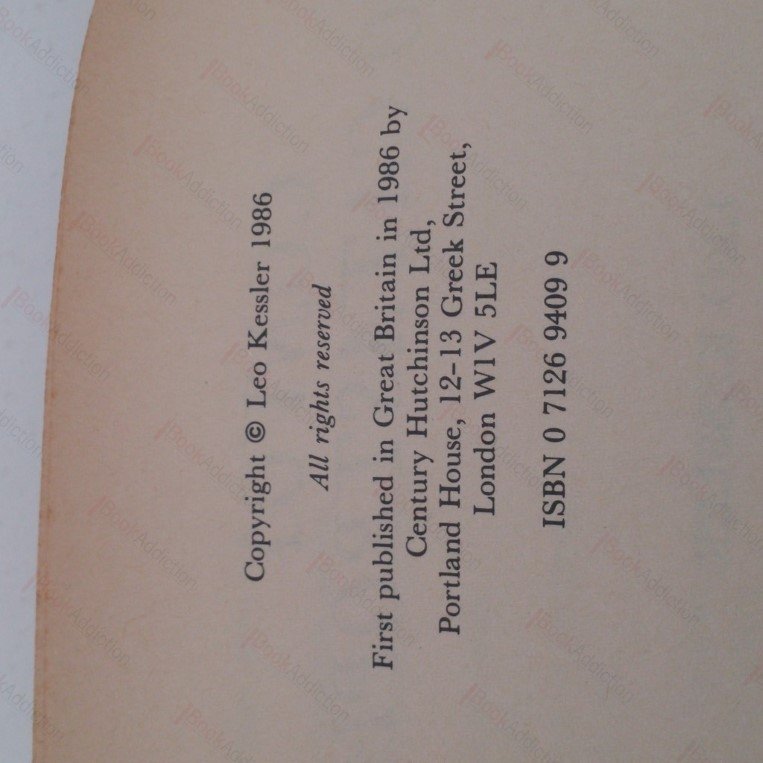 Copyright © Leo Kessler 1986
All rights reserved
First published in Great Britain in 1986 by
Century Hutchinson Ltd,
Portland House, 12–13 Greek Street,
London W1V 5LE
ISBN 0 7126 9409 9
iBookAddiction